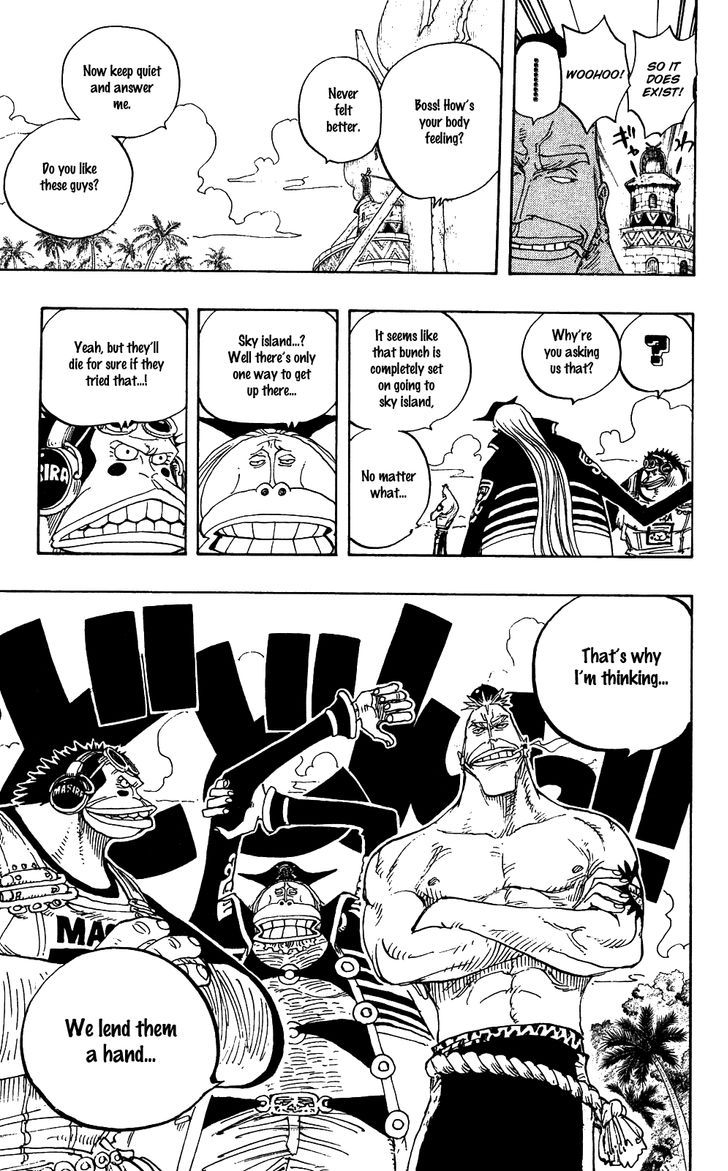 SO IT
DOES
EXIST!
WOOHOO!
ギャ
Boss! How's
your body
feeling?
Never
felt
better.
Now keep quiet
and answer
me.
Do you like
these guys?
?
Why're
you asking
us that?
It seems like
that bunch is
completely set
on going to
sky island,
No matter
what...
Sky island...?
Well there's only
one way to get
up there...
Yeah, but they'll
die for sure if they
tried that...!
SIRA
That's why
I'm thinking...
MASIRA
MAS
We lend them
a hand...